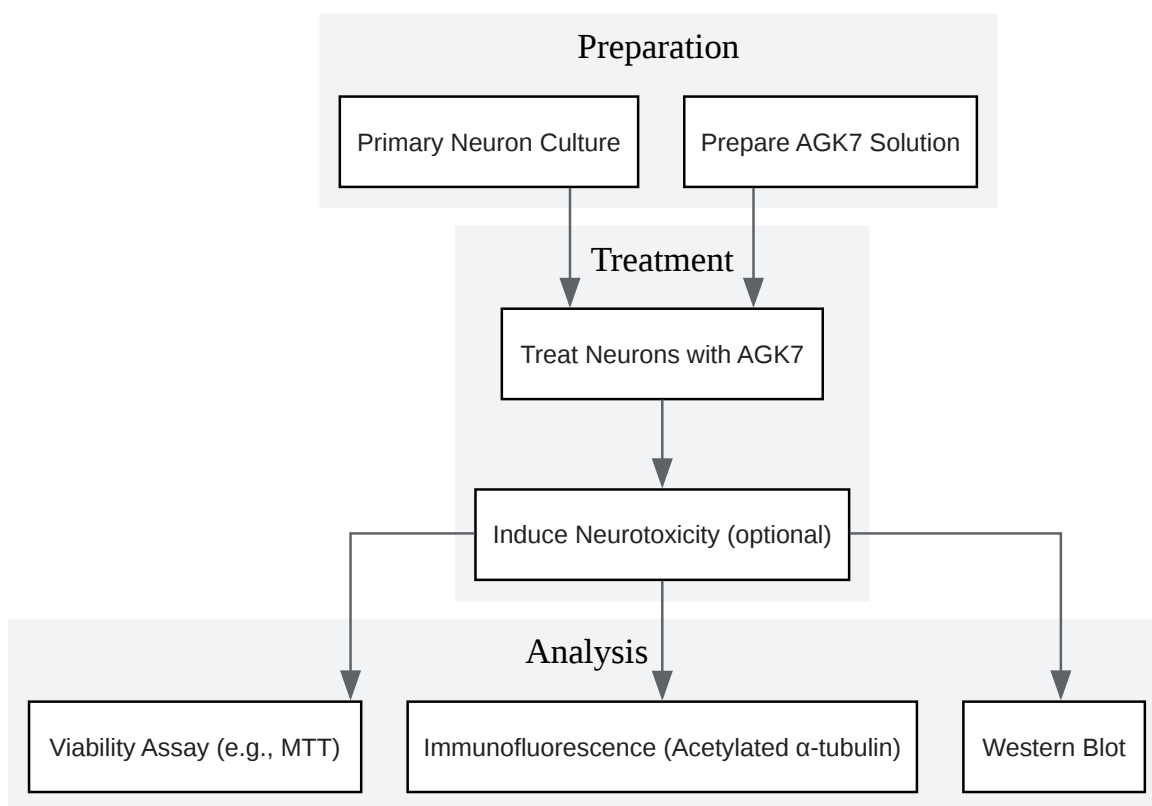 Preparation
Primary Neuron Culture
Prepare AGK7 Solution
Treatment
Treat Neurons with AGK7
Induce Neurotoxicity (optional)
Analysis
Viability Assay (e.g., MTT)
Immunofluorescence (Acetylated α-tubulin)
Western Blot